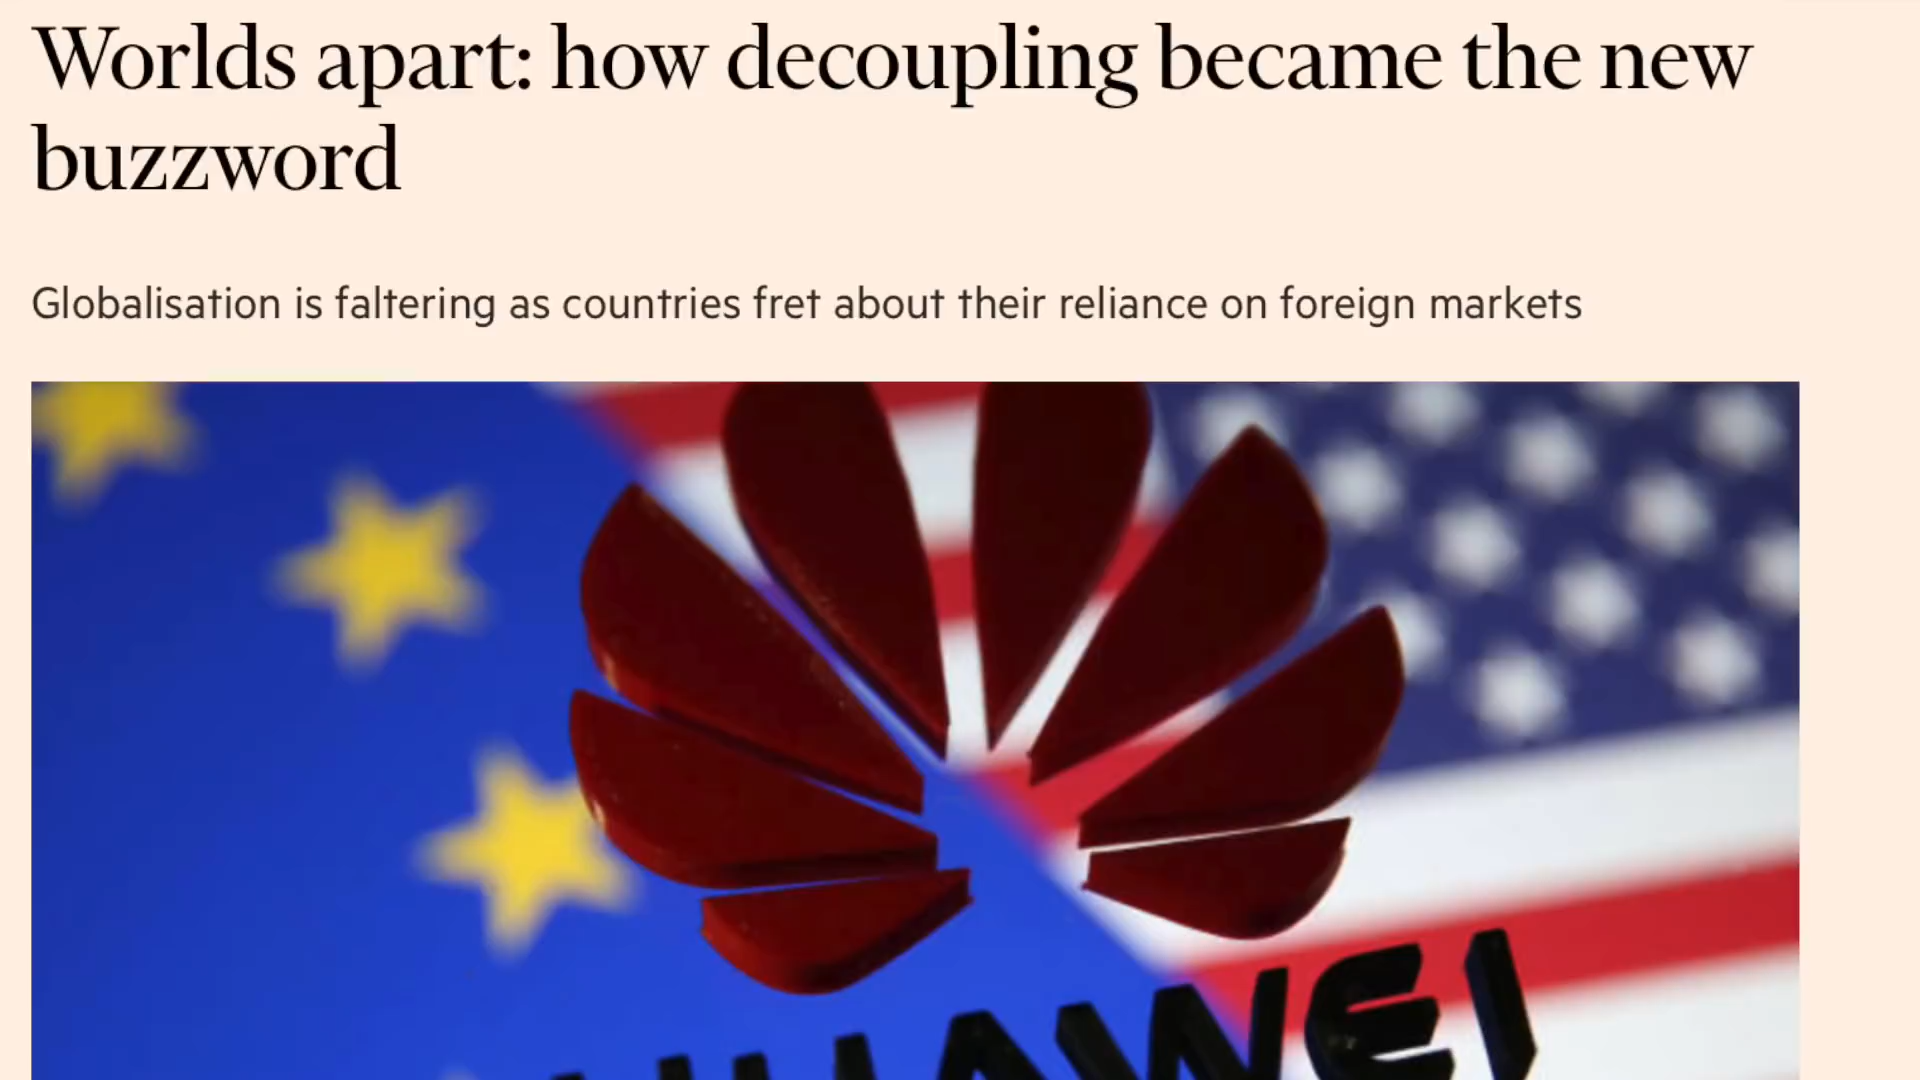 Worlds apart: how decoupling became the new
buzzword
Globalisation is faltering as countries fret about their reliance on foreign markets
HUAWEI